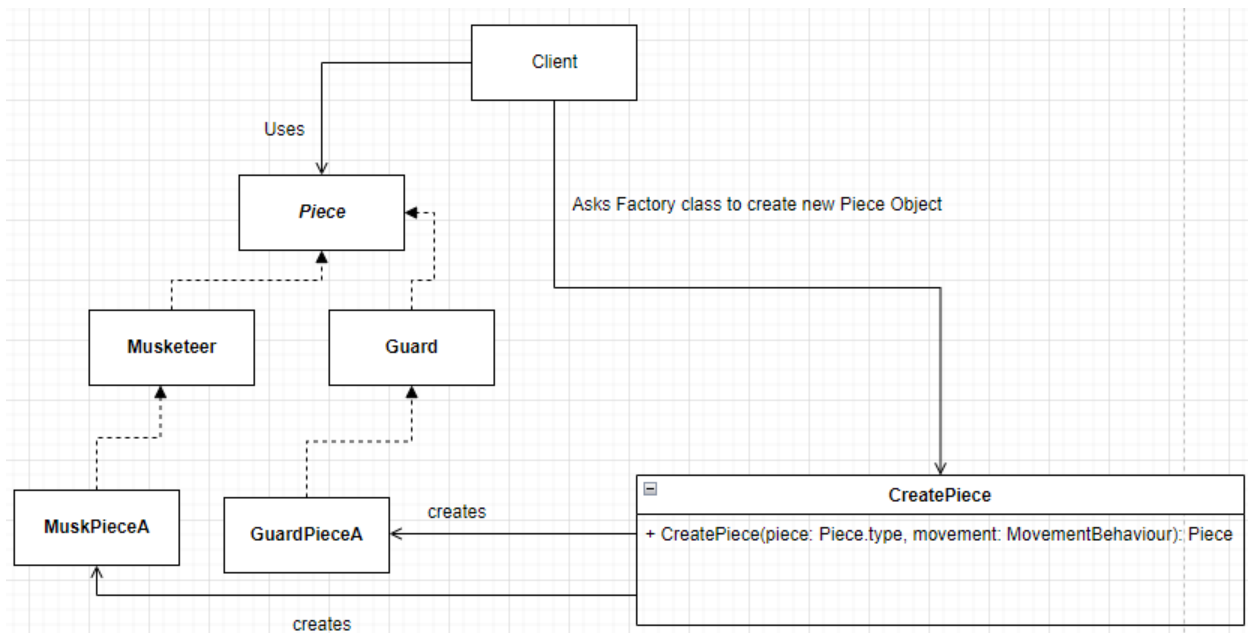 Client
Uses
Piece
Asks Factory class to create new Piece Object
Musketeer
Guard
MuskPieceA
GuardPieceA
creates
CreatePiece
+ CreatePiece(piece: Piece.type, movement: MovementBehaviour): Piece
creates